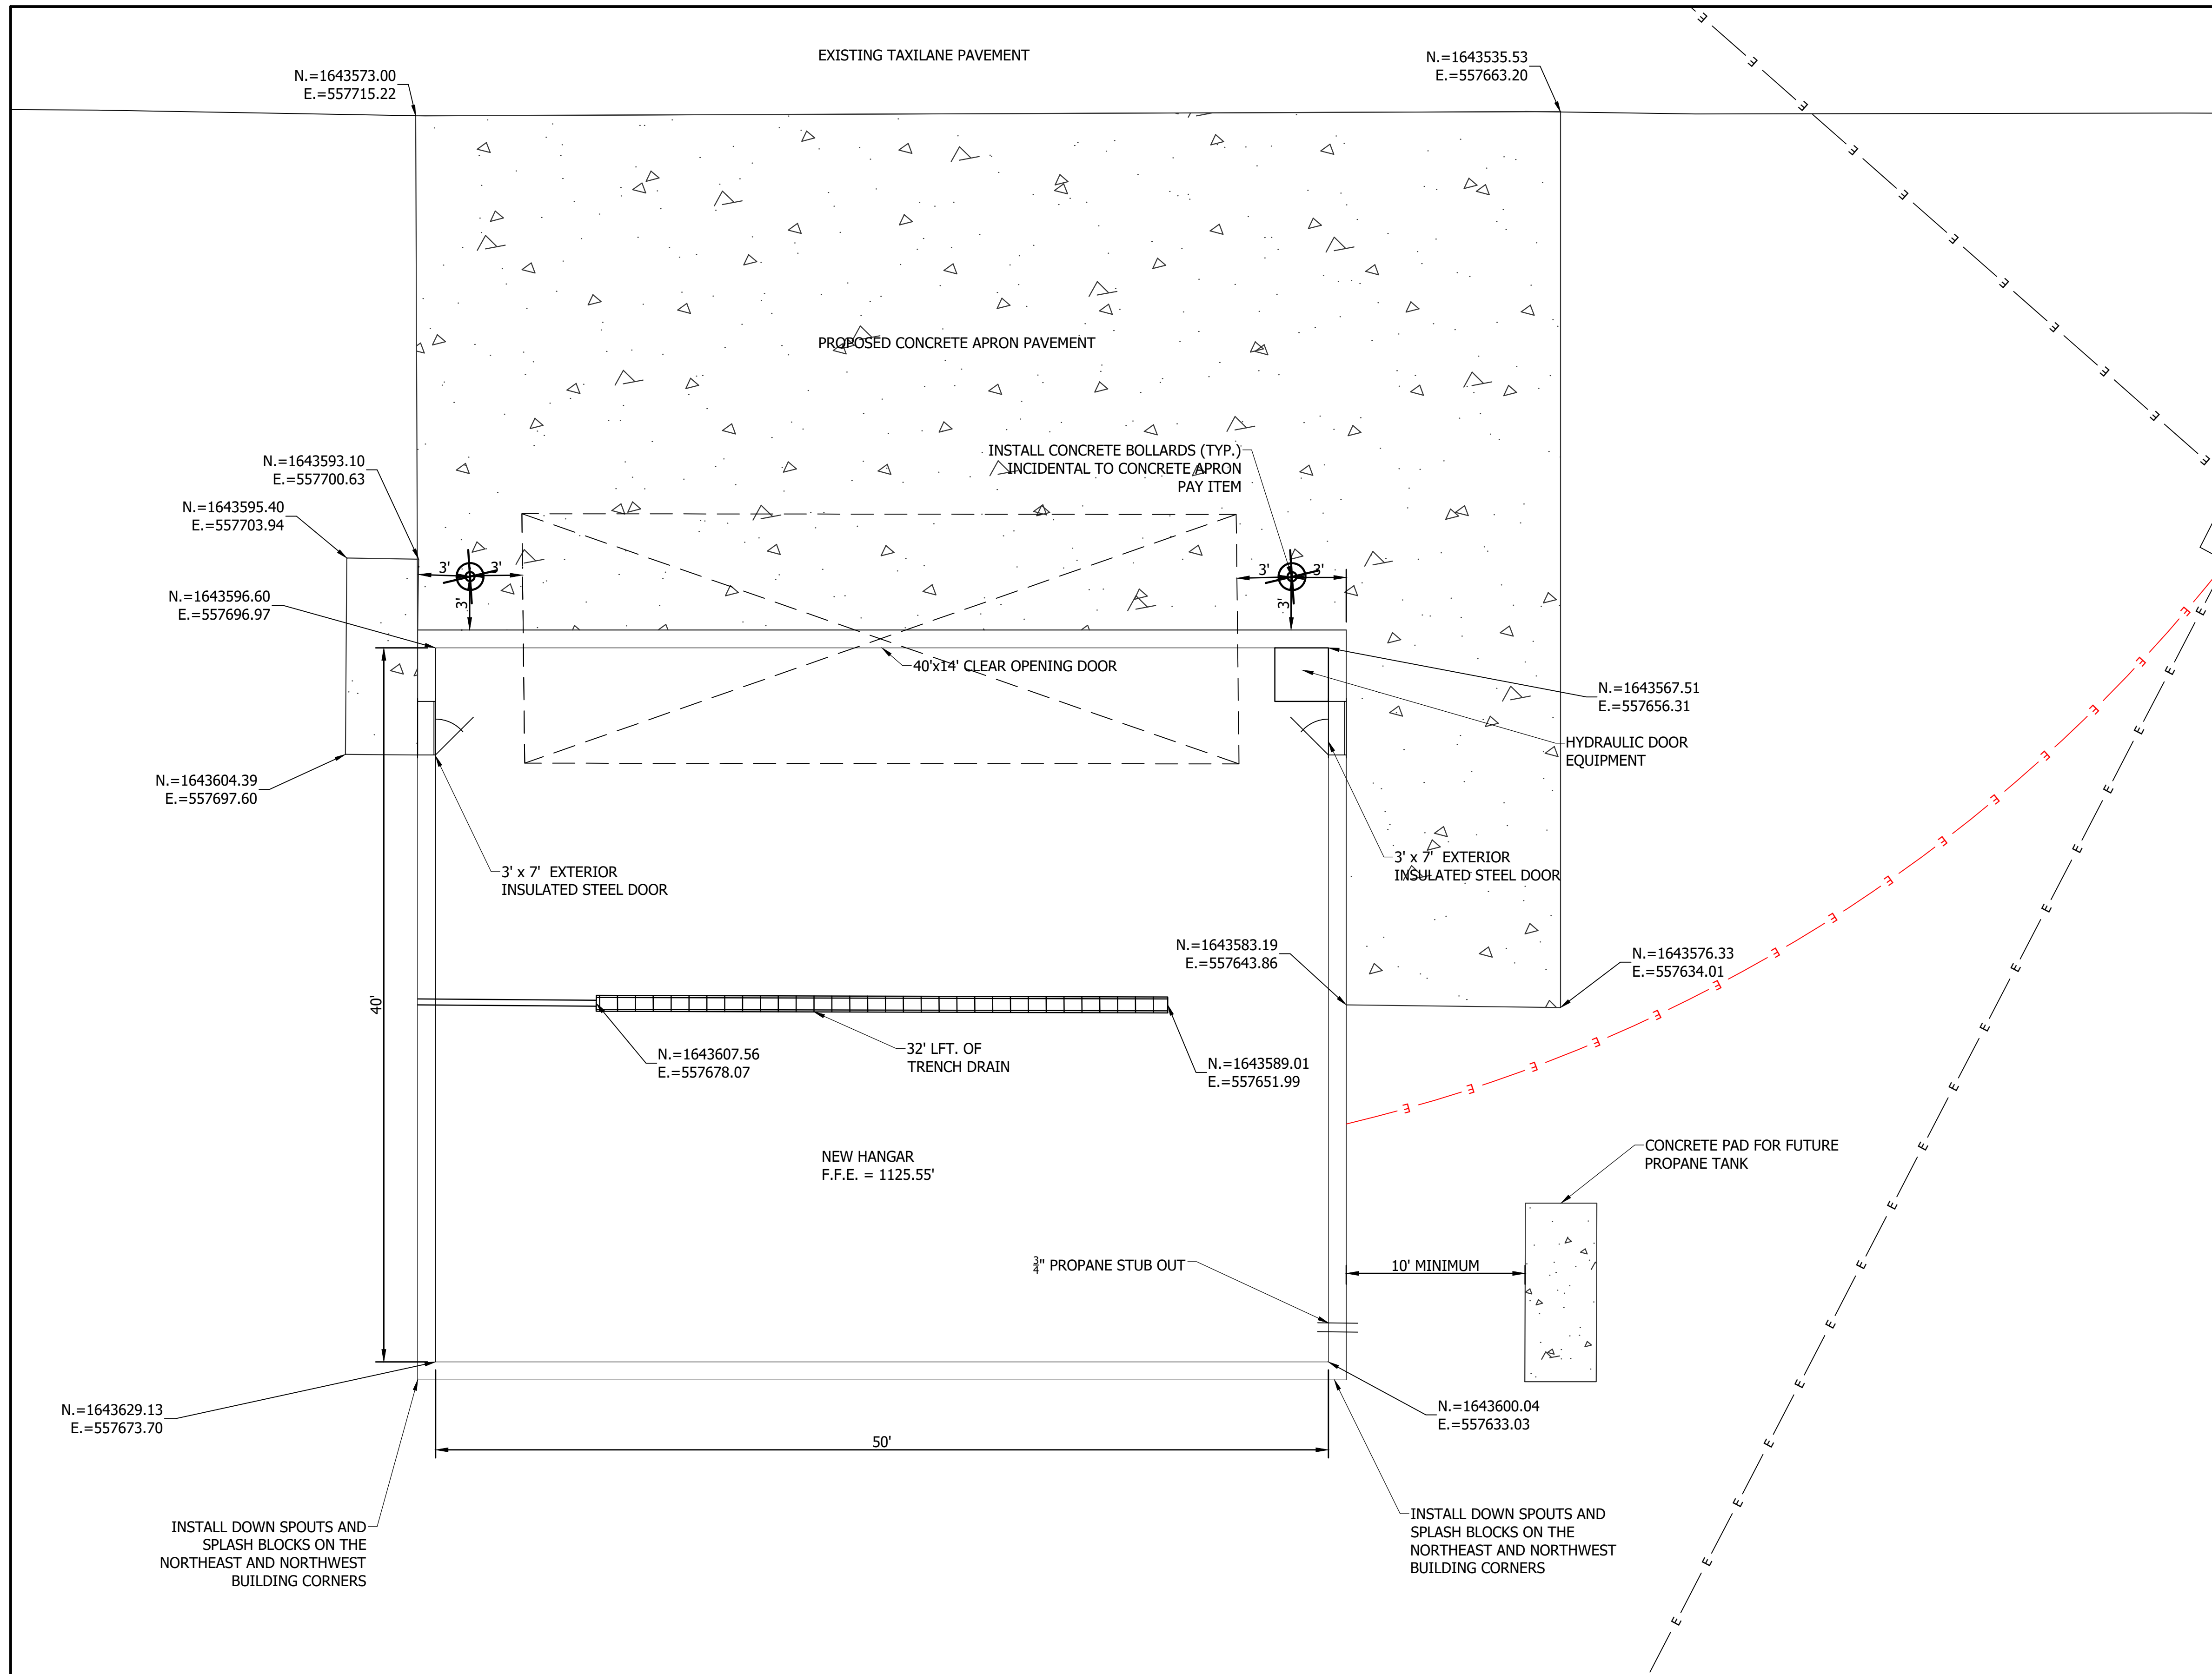 EXISTING TAXILANE PAVEMENT
N.=1643573.00
E.=557715.22
N.=1643535.53
E.=557663.20
PROPOSED CONCRETE APRON PAVEMENT
INSTALL CONCRETE BOLLARDS (TYP.)
INCIDENTAL TO CONCRETE APRON
PAY ITEM
N.=1643593.10
E.=557700.63
N.=1643595.40
E.=557703.94
3'
3'
3'
3'
3'
3'
N.=1643596.60
E.=557696.97
40'x14' CLEAR OPENING DOOR
N.=1643567.51
E.=557656.31
HYDRAULIC DOOR
EQUIPMENT
N.=1643604.39
E.=557697.60
3' x 7' EXTERIOR
INSULATED STEEL DOOR
3' x 7' EXTERIOR
INSULATED STEEL DOOR
N.=1643583.19
E.=557643.86
N.=1643576.33
E.=557634.01
40'
N.=1643607.56
E.=557678.07
32' LFT. OF
TRENCH DRAIN
N.=1643589.01
E.=557651.99
NEW HANGAR
F.F.E. = 1125.55'
CONCRETE PAD FOR FUTURE
PROPANE TANK
3/4" PROPANE STUB OUT
10' MINIMUM
N.=1643629.13
E.=557673.70
N.=1643600.04
E.=557633.03
50'
INSTALL DOWN SPOUTS AND
SPLASH BLOCKS ON THE
NORTHEAST AND NORTHWEST
BUILDING CORNERS
INSTALL DOWN SPOUTS AND
SPLASH BLOCKS ON THE
NORTHEAST AND NORTHWEST
BUILDING CORNERS
E E E E E E E E E E
E E E E E E E E E E E E E E E E
E E E E E E E E E E E E E E E E E E